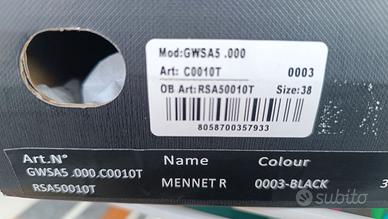 Mod:GWSA5 .000
Art: C0010T 0003
OB Art:RSA50010T Size:38
8058700357933
Art.N° Name Colour
GWSA5 .000.C0010T MENNET R 0003-BLACK 3
RSA50010T
subito